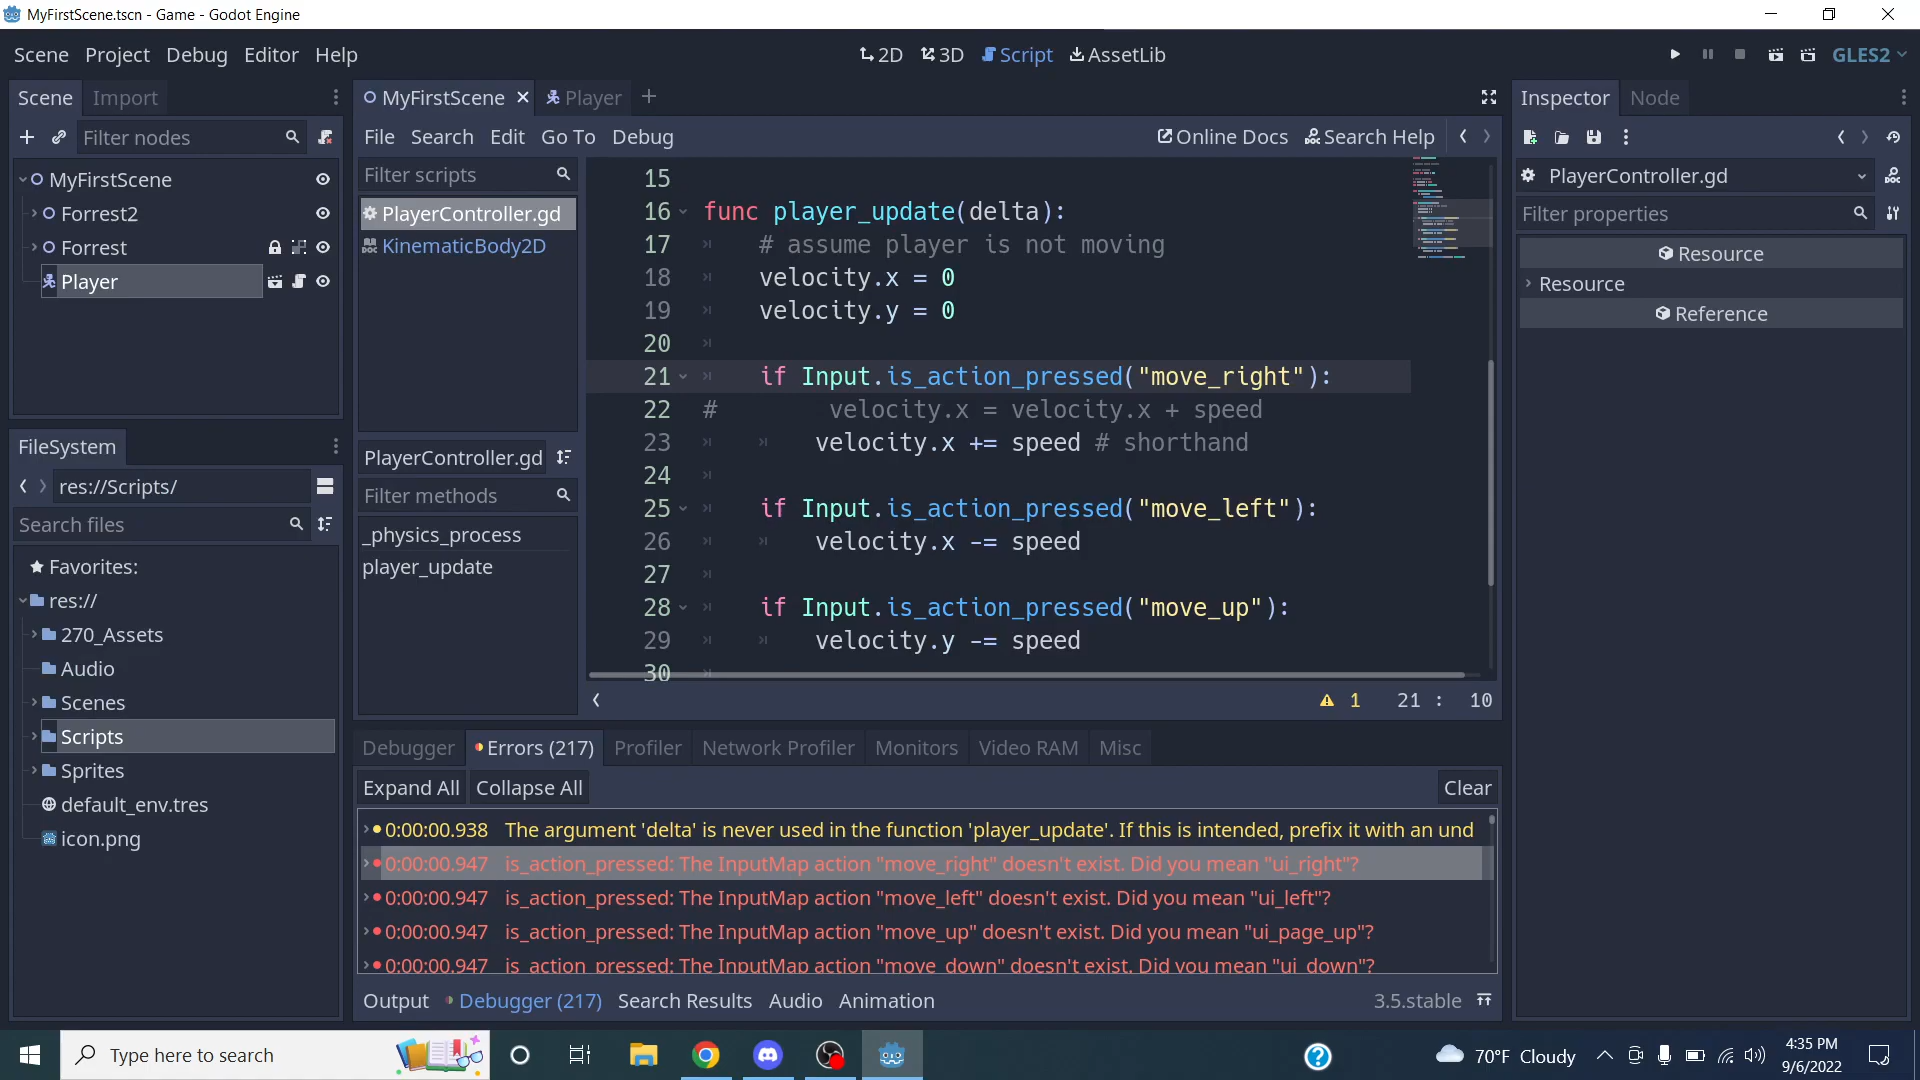 MyFirstScene.tscn - Game - Godot Engine
Scene Project Debug Editor Help
2D 3D Script AssetLib
GLES2
Scene Import
Filter nodes
MyFirstScene
Forrest2
Forrest
Player
FileSystem
res://Scripts/
Search files
Favorites:
res://
270_Assets
Audio
Scenes
Scripts
Sprites
default_env.tres
icon.png
MyFirstScene Player
File Search Edit Go To Debug
Online Docs Search Help
Filter scripts
PlayerController.gd
KinematicBody2D
PlayerController.gd
Filter methods
_physics_process
player_update
15
16 func player_update(delta):
17 # assume player is not moving
18 velocity.x = 0
19 velocity.y = 0
20
21 if Input.is_action_pressed("move_right"):
22 # velocity.x = velocity.x + speed
23 velocity.x += speed # shorthand
24
25 if Input.is_action_pressed("move_left"):
26 velocity.x -= speed
27
28 if Input.is_action_pressed("move_up"):
29 velocity.y -= speed
30
1 21 : 10
Debugger Errors (217) Profiler Network Profiler Monitors Video RAM Misc
Expand All Collapse All Clear
0:00:00.938 The argument 'delta' is never used in the function 'player_update'. If this is intended, prefix it with an und
0:00:00.947 is_action_pressed: The InputMap action "move_right" doesn't exist. Did you mean "ui_right"?
0:00:00.947 is_action_pressed: The InputMap action "move_left" doesn't exist. Did you mean "ui_left"?
0:00:00.947 is_action_pressed: The InputMap action "move_up" doesn't exist. Did you mean "ui_page_up"?
0:00:00.947 is_action_pressed: The InputMap action "move_down" doesn't exist. Did you mean "ui_down"?
Output Debugger (217) Search Results Audio Animation
3.5.stable
Inspector Node
PlayerController.gd
Filter properties
Resource
Resource
Reference
Type here to search
70°F Cloudy
4:35 PM
9/6/2022